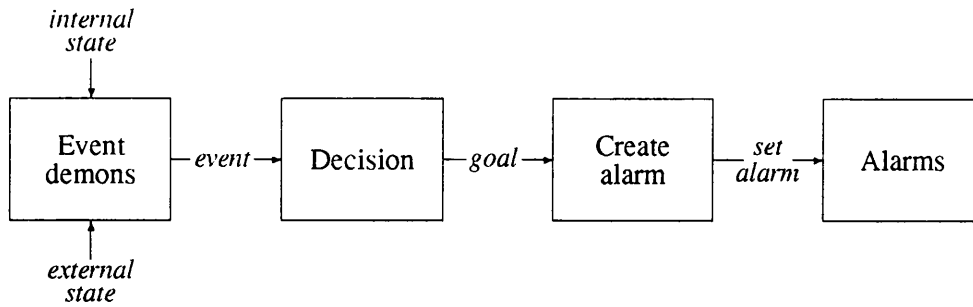 internal
state
Event
demons
event
Decision
goal
Create
alarm
set
alarm
Alarms
external
state